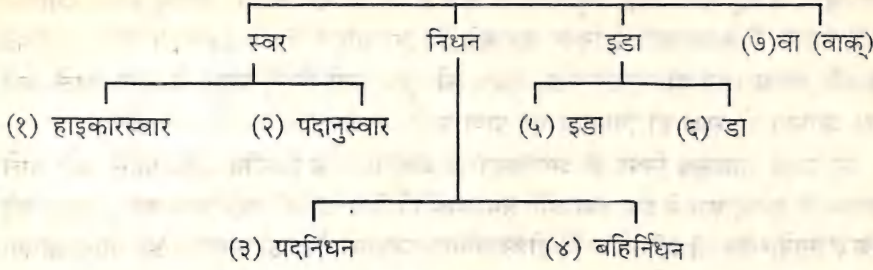 स्वर निधन इडा (७)वा (वाक्)
(१) हाइकारस्वार (२) पदानुस्वार (५) इडा (६) डा
(३) पदनिधन (४) बहिर्निधन